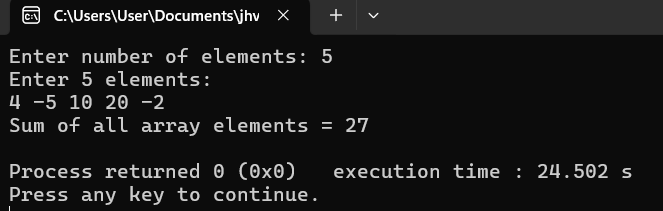 C:\Users\User\Documents\jhv
Enter number of elements: 5
Enter 5 elements:
4 -5 10 20 -2
Sum of all array elements = 27
Process returned 0 (0x0)   execution time : 24.502 s
Press any key to continue.